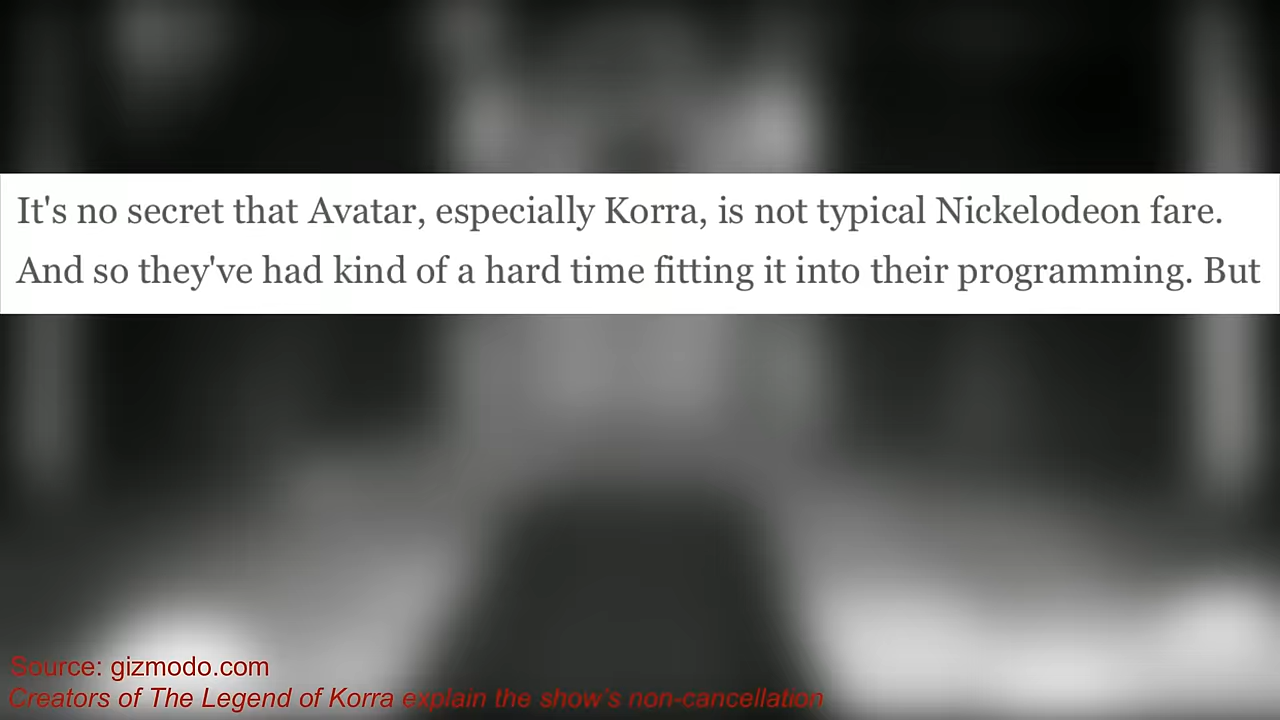 It's no secret that Avatar, especially Korra, is not typical Nickelodeon fare.
And so they've had kind of a hard time fitting it into their programming. But
Source: gizmodo.com
Creators of The Legend of Korra explain the show's non-cancellation